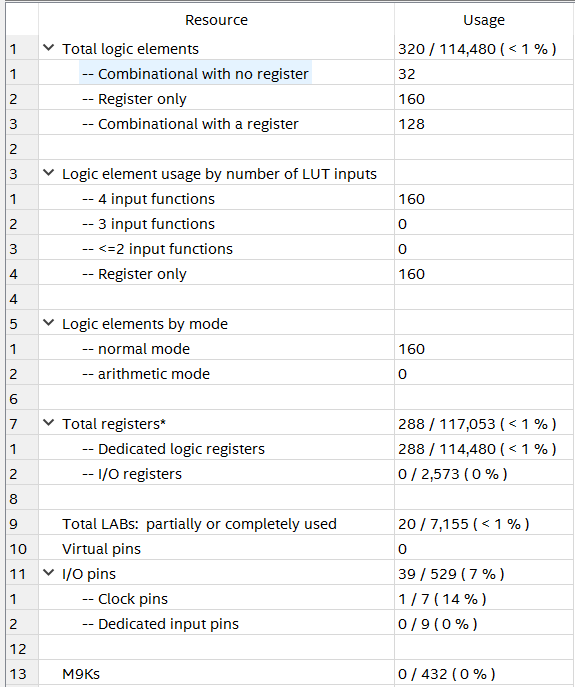 Resource Usage
1 Total logic elements 320 / 114,480 ( < 1 % )
1 -- Combinational with no register 32
2 -- Register only 160
3 -- Combinational with a register 128
2
3 Logic element usage by number of LUT inputs
1 -- 4 input functions 160
2 -- 3 input functions 0
3 -- <=2 input functions 0
4 -- Register only 160
4
5 Logic elements by mode
1 -- normal mode 160
2 -- arithmetic mode 0
6
7 Total registers* 288 / 117,053 ( < 1 % )
1 -- Dedicated logic registers 288 / 114,480 ( < 1 % )
2 -- I/O registers 0 / 2,573 ( 0 % )
8
9 Total LABs: partially or completely used 20 / 7,155 ( < 1 % )
10 Virtual pins 0
11 I/O pins 39 / 529 ( 7 % )
1 -- Clock pins 1 / 7 ( 14 % )
2 -- Dedicated input pins 0 / 9 ( 0 % )
12
13 M9Ks 0 / 432 ( 0 % )